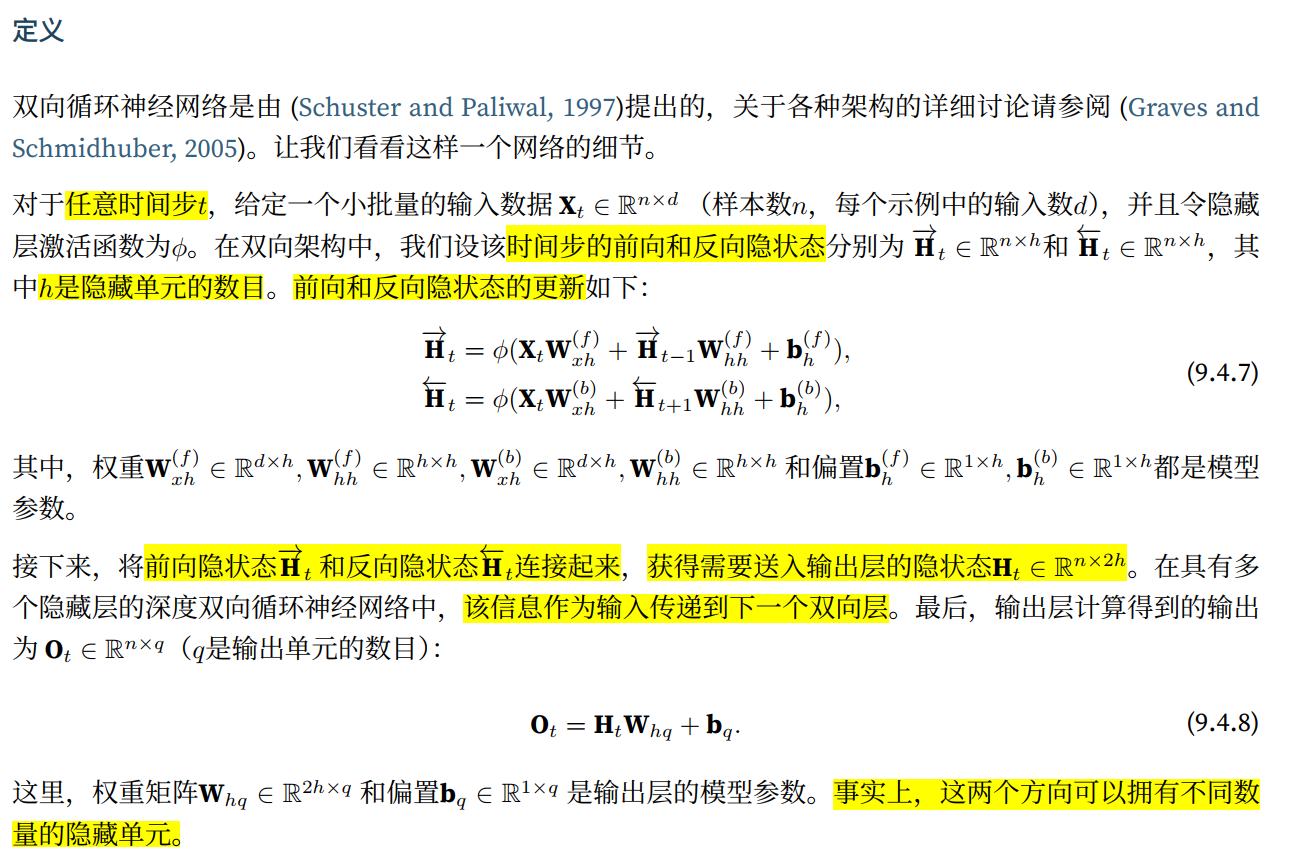 定义
双向循环神经网络是由 (Schuster and Paliwal, 1997)提出的，关于各种架构的详细讨论请参阅 (Graves and
Schmidhuber, 2005)。让我们看看这样一个网络的细节。
对于任意时间步t，给定一个小批量的输入数据 𝐗ₜ ∈ ℝⁿˣᵈ （样本数n，每个示例中的输入数d），并且令隐藏
层激活函数为ϕ。在双向架构中，我们设该时间步的前向和反向隐状态分别为 $\overrightarrow{\mathbf{H}}_t \in \mathbb{R}^{n \times h}$和 $\overleftarrow{\mathbf{H}}_t \in \mathbb{R}^{n \times h}$，其
中h是隐藏单元的数目。前向和反向隐状态的更新如下：
$\overrightarrow{\mathbf{H}}_t = \phi(\mathbf{X}_t \mathbf{W}_{xh}^{(f)} + \overrightarrow{\mathbf{H}}_{t-1} \mathbf{W}_{hh}^{(f)} + \mathbf{b}_h^{(f)}),$
$\overleftarrow{\mathbf{H}}_t = \phi(\mathbf{X}_t \mathbf{W}_{xh}^{(b)} + \overleftarrow{\mathbf{H}}_{t+1} \mathbf{W}_{hh}^{(b)} + \mathbf{b}_h^{(b)}),$
(9.4.7)
其中，权重$\mathbf{W}_{xh}^{(f)} \in \mathbb{R}^{d \times h}, \mathbf{W}_{hh}^{(f)} \in \mathbb{R}^{h \times h}, \mathbf{W}_{xh}^{(b)} \in \mathbb{R}^{d \times h}, \mathbf{W}_{hh}^{(b)} \in \mathbb{R}^{h \times h}$ 和偏置$\mathbf{b}_h^{(f)} \in \mathbb{R}^{1 \times h}, \mathbf{b}_h^{(b)} \in \mathbb{R}^{1 \times h}$都是模型
参数。
接下来，将前向隐状态$\overrightarrow{\mathbf{H}}_t$ 和反向隐状态$\overleftarrow{\mathbf{H}}_t$连接起来，获得需要送入输出层的隐状态$\mathbf{H}_t \in \mathbb{R}^{n \times 2h}$。在具有多
个隐藏层的深度双向循环神经网络中，该信息作为输入传递到下一个双向层。最后，输出层计算得到的输出
为 $\mathbf{O}_t \in \mathbb{R}^{n \times q}$（q是输出单元的数目）：
$\mathbf{O}_t = \mathbf{H}_t \mathbf{W}_{hq} + \mathbf{b}_q.$ (9.4.8)
这里，权重矩阵$\mathbf{W}_{hq} \in \mathbb{R}^{2h \times q}$ 和偏置$\mathbf{b}_q \in \mathbb{R}^{1 \times q}$ 是输出层的模型参数。事实上，这两个方向可以拥有不同数
量的隐藏单元。